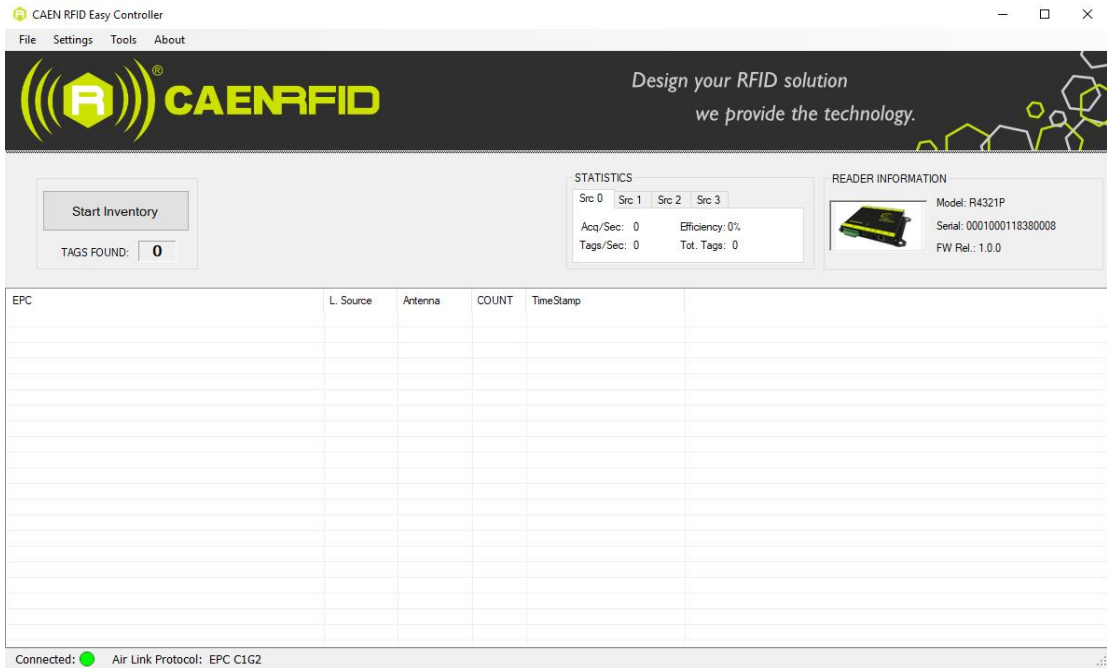 CAEN RFID Easy Controller
File Settings Tools About
CAENRFID®
Design your RFID solution
we provide the technology.
Start Inventory
TAGS FOUND: 0
STATISTICS
Src 0 Src 1 Src 2 Src 3
Acq/Sec: 0 Efficiency: 0%
Tags/Sec: 0 Tot. Tags: 0
READER INFORMATION
Model: R4321P
Serial: 0001000118380008
FW Rel.: 1.0.0
EPC L. Source Antenna COUNT TimeStamp
Connected: Air Link Protocol: EPC C1G2